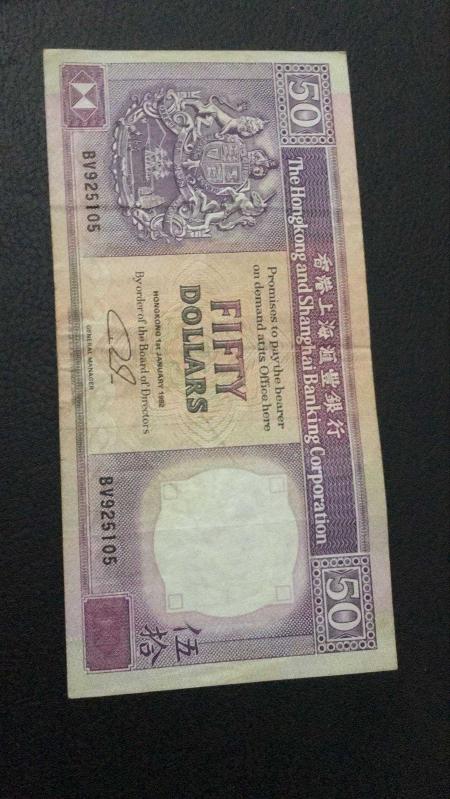 50
香港上海滙豐銀行
50
The Hongkong and Shanghai Banking Corporation
BV925105
Promises to pay the bearer
on demand at its Office here
FIFTY
DOLLARS
HONGKONG 1ST JANUARY 1992
By order of the Board of Directors
GENERAL MANAGER
BV925105
伍拾